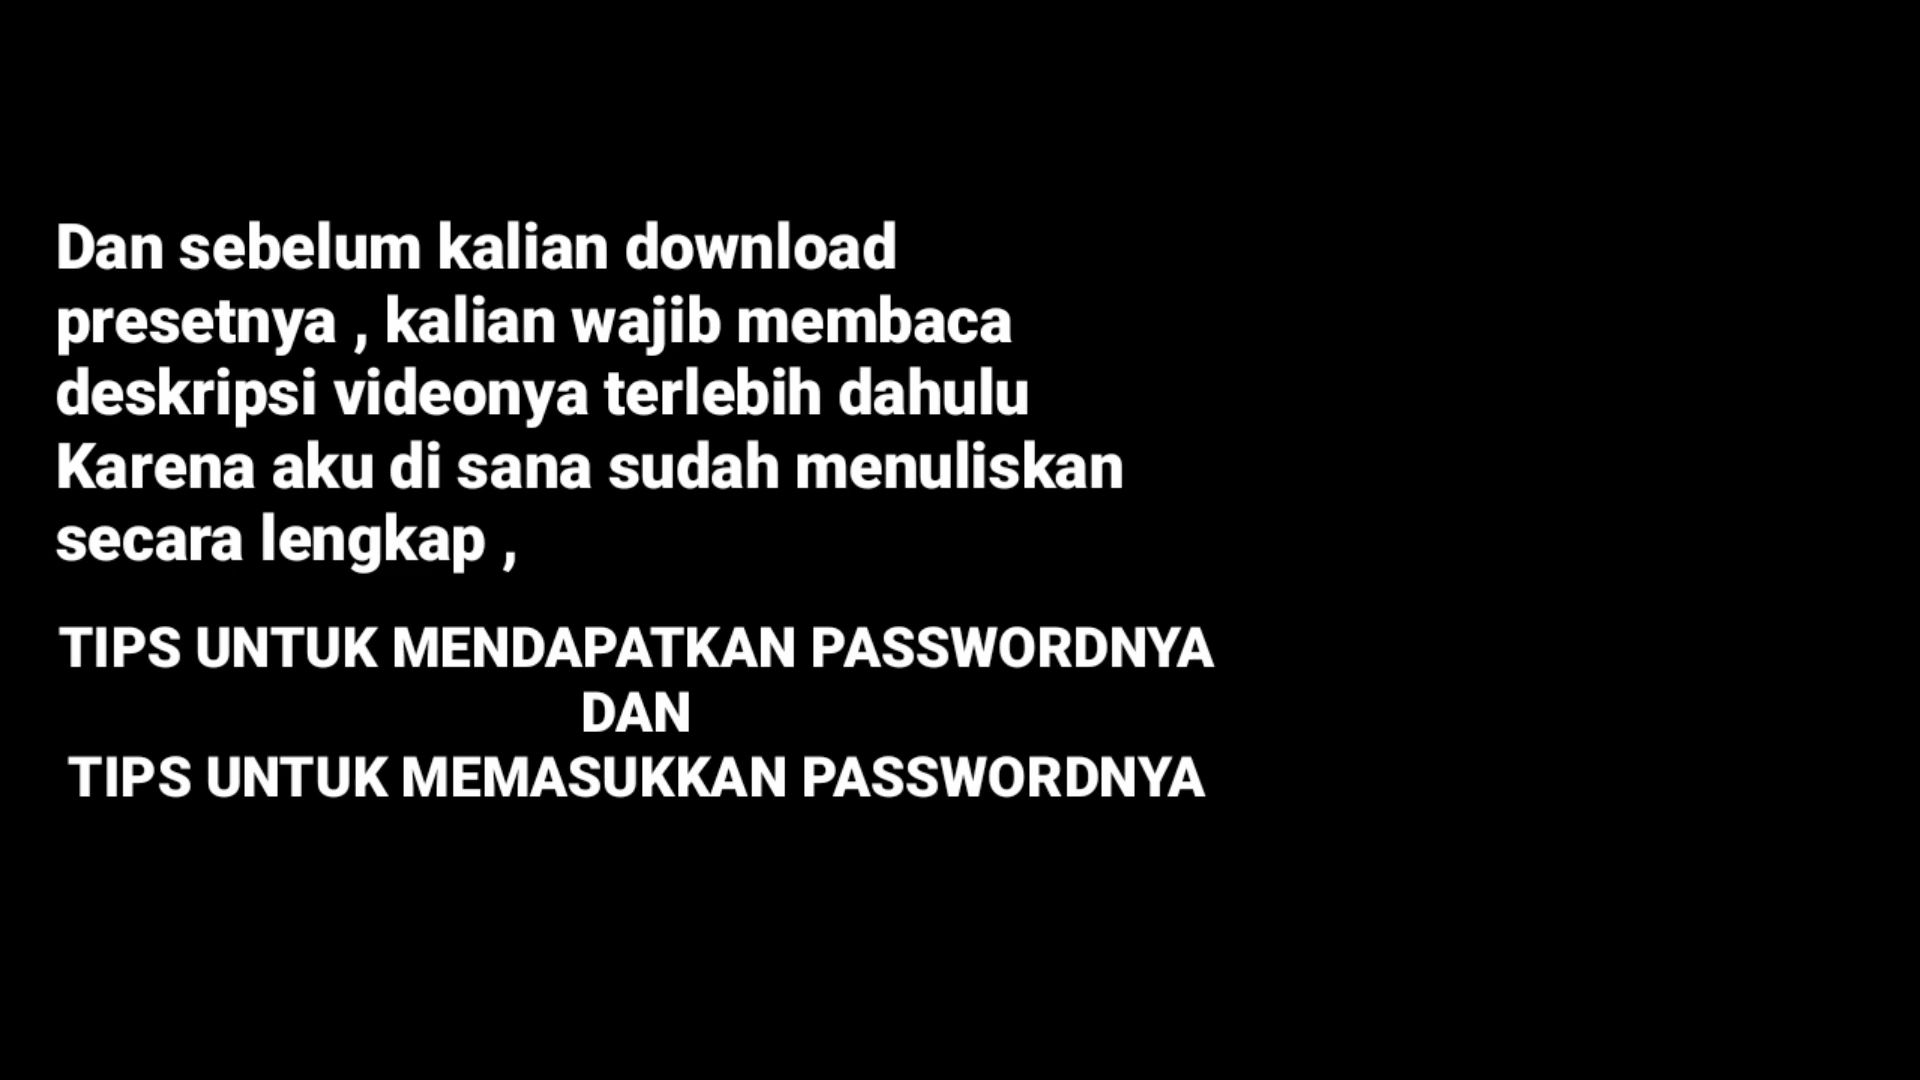 Dan sebelum kalian download
presetnya , kalian wajib membaca
deskripsi videonya terlebih dahulu
Karena aku di sana sudah menuliskan
secara lengkap ,
TIPS UNTUK MENDAPATKAN PASSWORDNYA
DAN
TIPS UNTUK MEMASUKKAN PASSWORDNYA